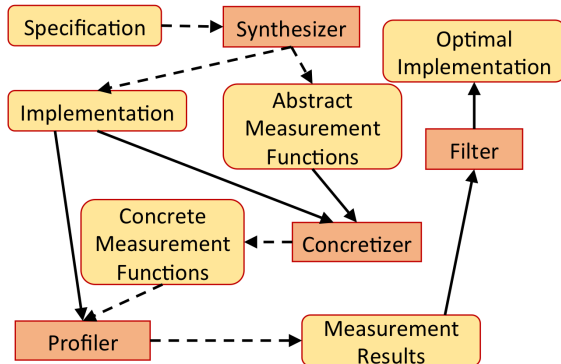 Specification
Synthesizer
Optimal
Implementation
Implementation
Abstract
Measurement
Functions
Filter
Concrete
Measurement
Functions
Concretizer
Profiler
Measurement
Results